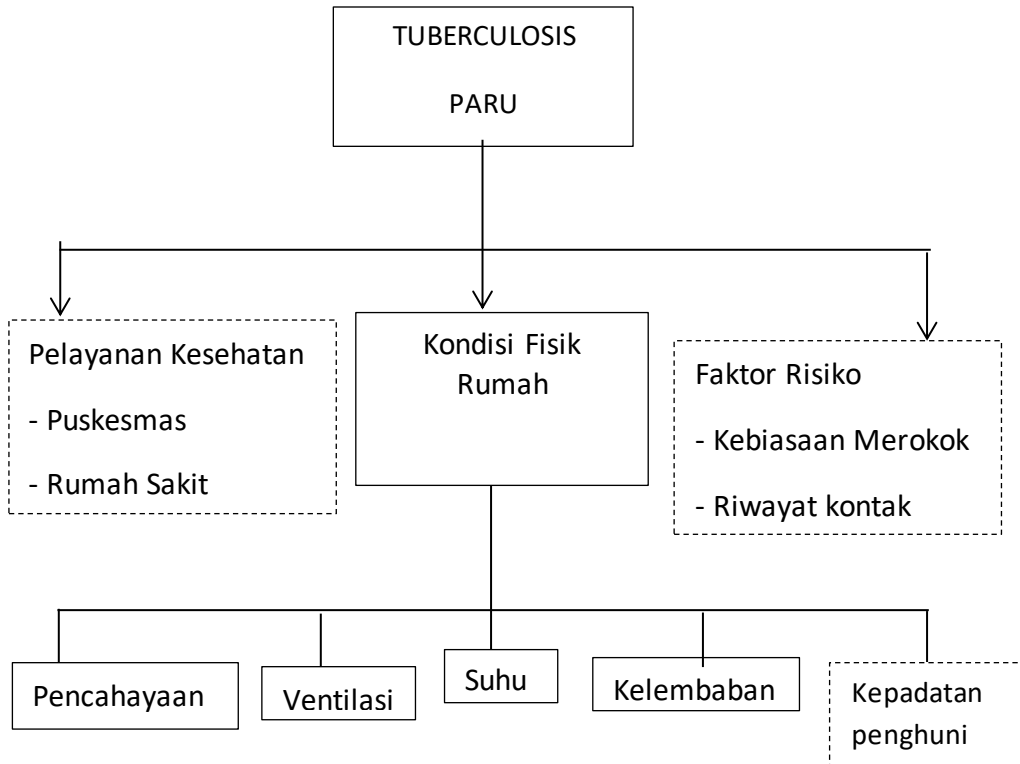 TUBERCULOSIS
PARU
Pelayanan Kesehatan
- Puskesmas
- Rumah Sakit
Kondisi Fisik
Rumah
Faktor Risiko
- Kebiasaan Merokok
- Riwayat kontak
Pencahayaan
Ventilasi
Suhu
Kelembaban
Kepadatan
penghuni